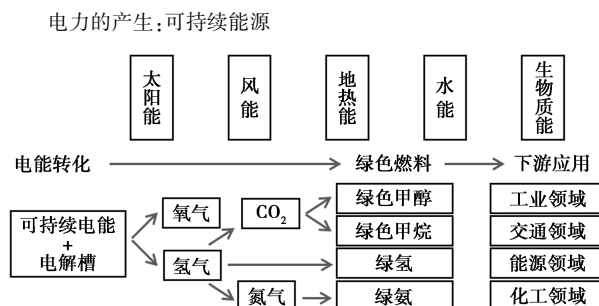 电力的产生:可持续能源
太阳能 风能 地热能 水能 生物质能
电能转化 绿色燃料 下游应用
可持续电能
+
电解槽
氧气
氢气
CO₂
氮气
绿色甲醇
绿色甲烷
绿氢
绿氨
工业领域
交通领域
能源领域
化工领域